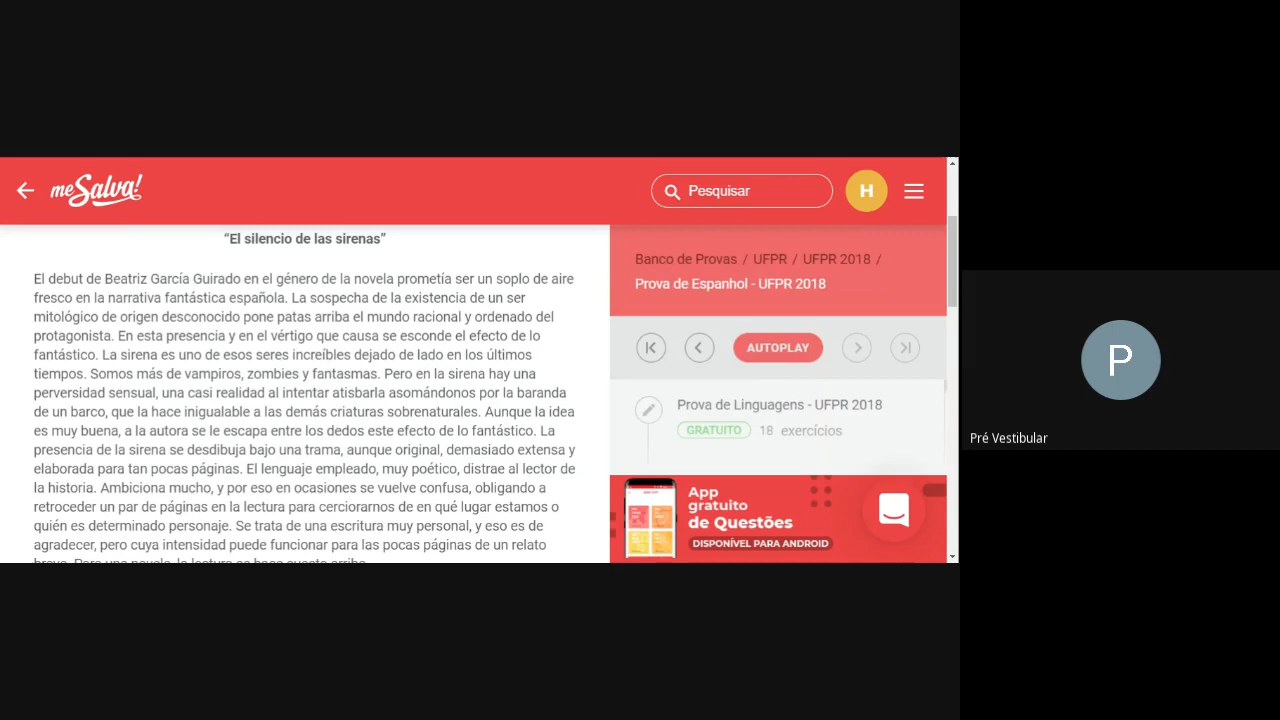 meSalva!
Pesquisar
H
“El silencio de las sirenas”
El debut de Beatriz García Guirado en el género de la novela prometía ser un soplo de aire
fresco en la narrativa fantástica española. La sospecha de la existencia de un ser
mitológico de origen desconocido pone patas arriba el mundo racional y ordenado del
protagonista. En esta presencia y en el vértigo que causa se esconde el efecto de lo
fantástico. La sirena es uno de esos seres increíbles dejado de lado en los últimos
tiempos. Somos más de vampiros, zombies y fantasmas. Pero en la sirena hay una
perversidad sensual, una casi realidad al intentar atisbarla asomándonos por la baranda
de un barco, que la hace inigualable a las demás criaturas sobrenaturales. Aunque la idea
es muy buena, a la autora se le escapa entre los dedos este efecto de lo fantástico. La
presencia de la sirena se desdibuja bajo una trama, aunque original, demasiado extensa y
elaborada para tan pocas páginas. El lenguaje empleado, muy poético, distrae al lector de
la historia. Ambiciona mucho, y por eso en ocasiones se vuelve confusa, obligando a
retroceder un par de páginas en la lectura para cerciorarnos de en qué lugar estamos o
quién es determinado personaje. Se trata de una escritura muy personal, y eso es de
agradecer, pero cuya intensidad puede funcionar para las pocas páginas de un relato
breve. Para una novela, la lectura se hace cuesta arriba.
Banco de Provas / UFPR / UFPR 2018 /
Prova de Espanhol - UFPR 2018
AUTOPLAY
Prova de Linguagens - UFPR 2018
GRATUITO 18 exercícios
App
gratuito
de Questões
DISPONÍVEL PARA ANDROID
P
Pré Vestibular